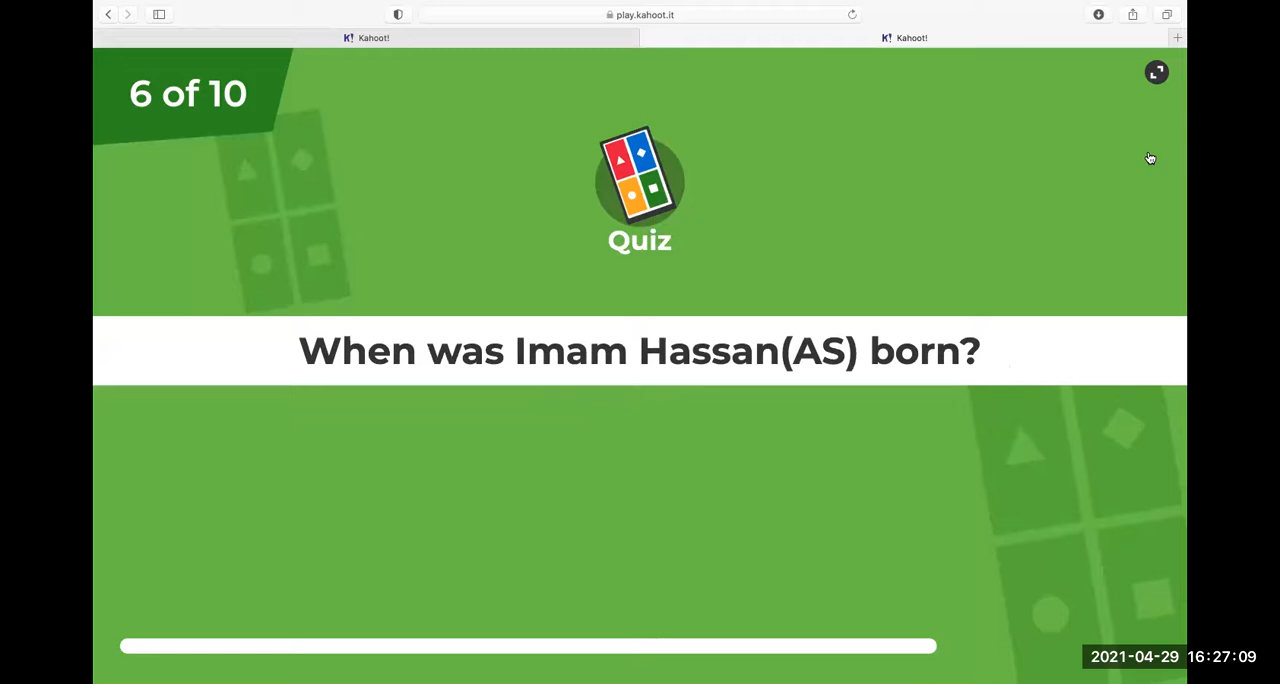 play.kahoot.it
K! Kahoot!
K! Kahoot!
6 of 10
Quiz
When was Imam Hassan(AS) born?
2021-04-29 16:27:09